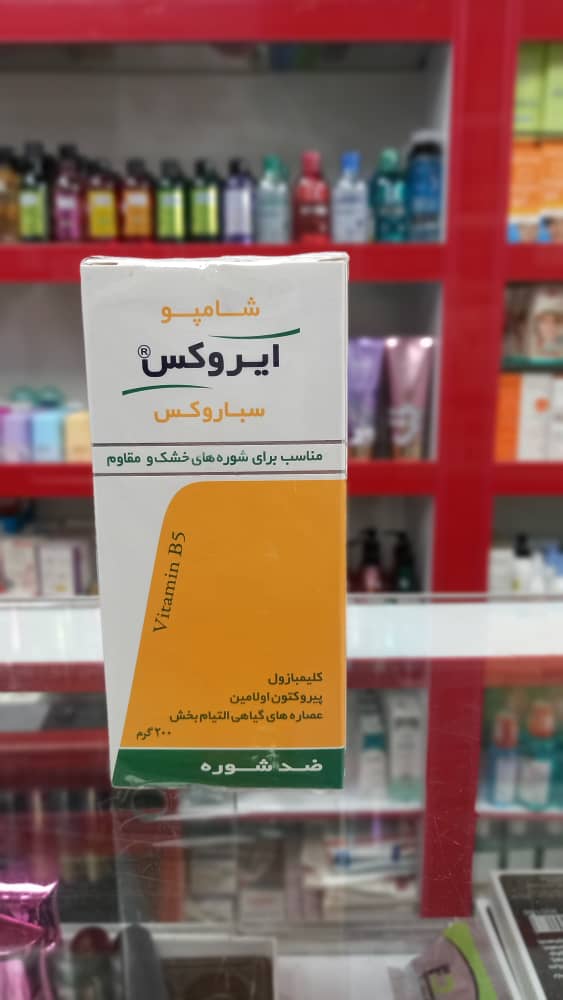 شامپو
ایروکس®
سباروکس
مناسب برای شوره های خشک و مقاوم
Vitamin B5
کلیمبازول
پیروکتون اولامین
عصاره های گیاهی التیام بخش
۲۰۰ گرم
ضد شوره